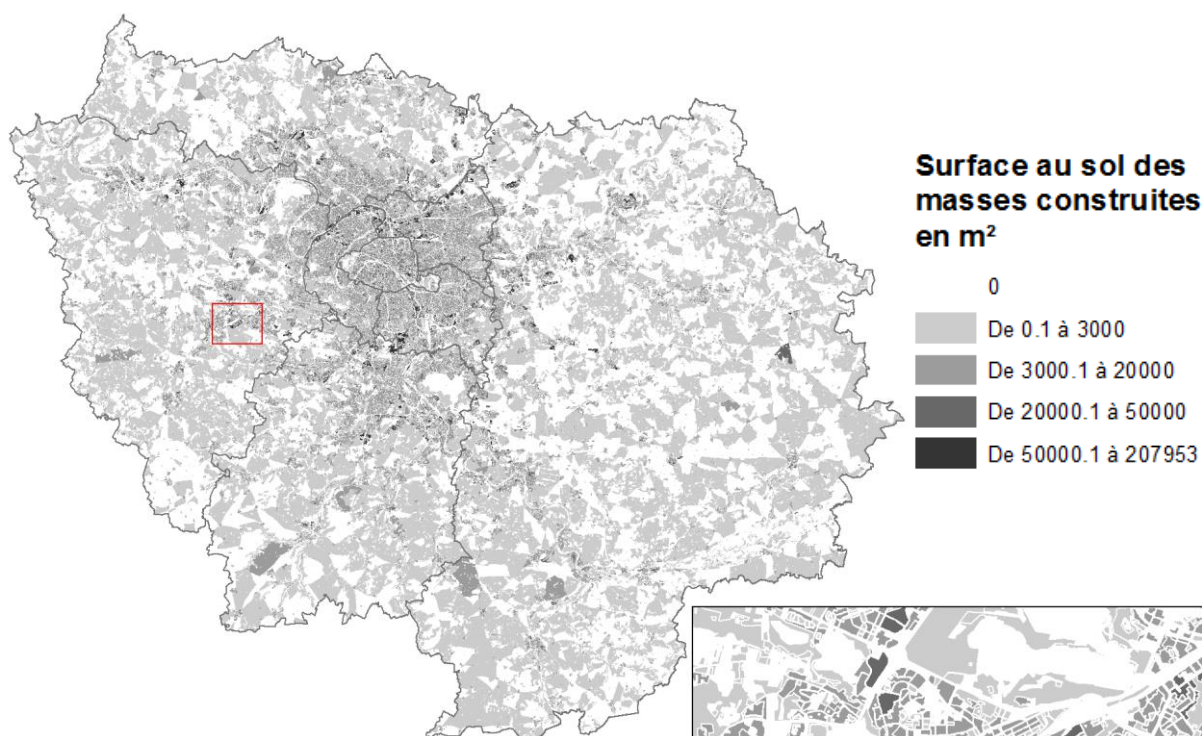 Surface au sol des
masses construites
en m²
0
De 0.1 à 3000
De 3000.1 à 20000
De 20000.1 à 50000
De 50000.1 à 207953